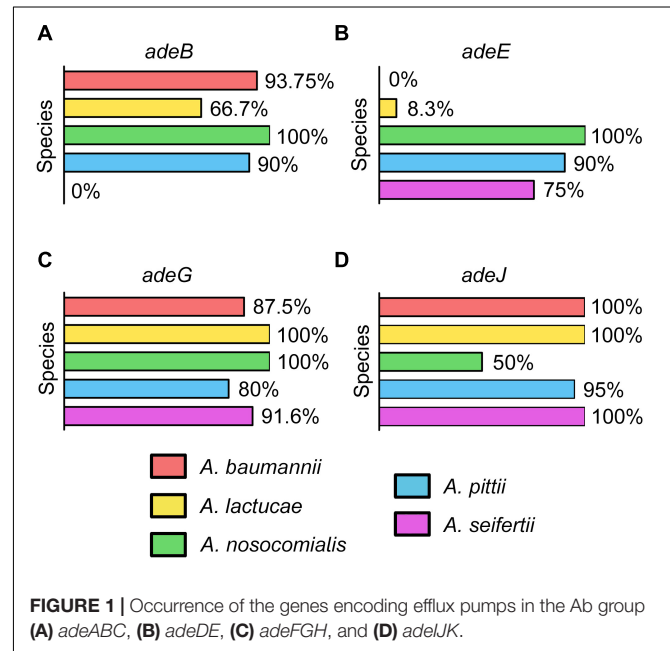 A
adeB
Species
93.75%
66.7%
100%
90%
0%
B
adeE
Species
0%
8.3%
100%
90%
75%
C
adeG
Species
87.5%
100%
100%
80%
91.6%
D
adeJ
Species
100%
100%
50%
95%
100%
A. baumannii
A. lactucae
A. nosocomialis
A. pittii
A. seifertii
FIGURE 1 | Occurrence of the genes encoding efflux pumps in the Ab group
(A) adeABC, (B) adeDE, (C) adeFGH, and (D) adeIJK.